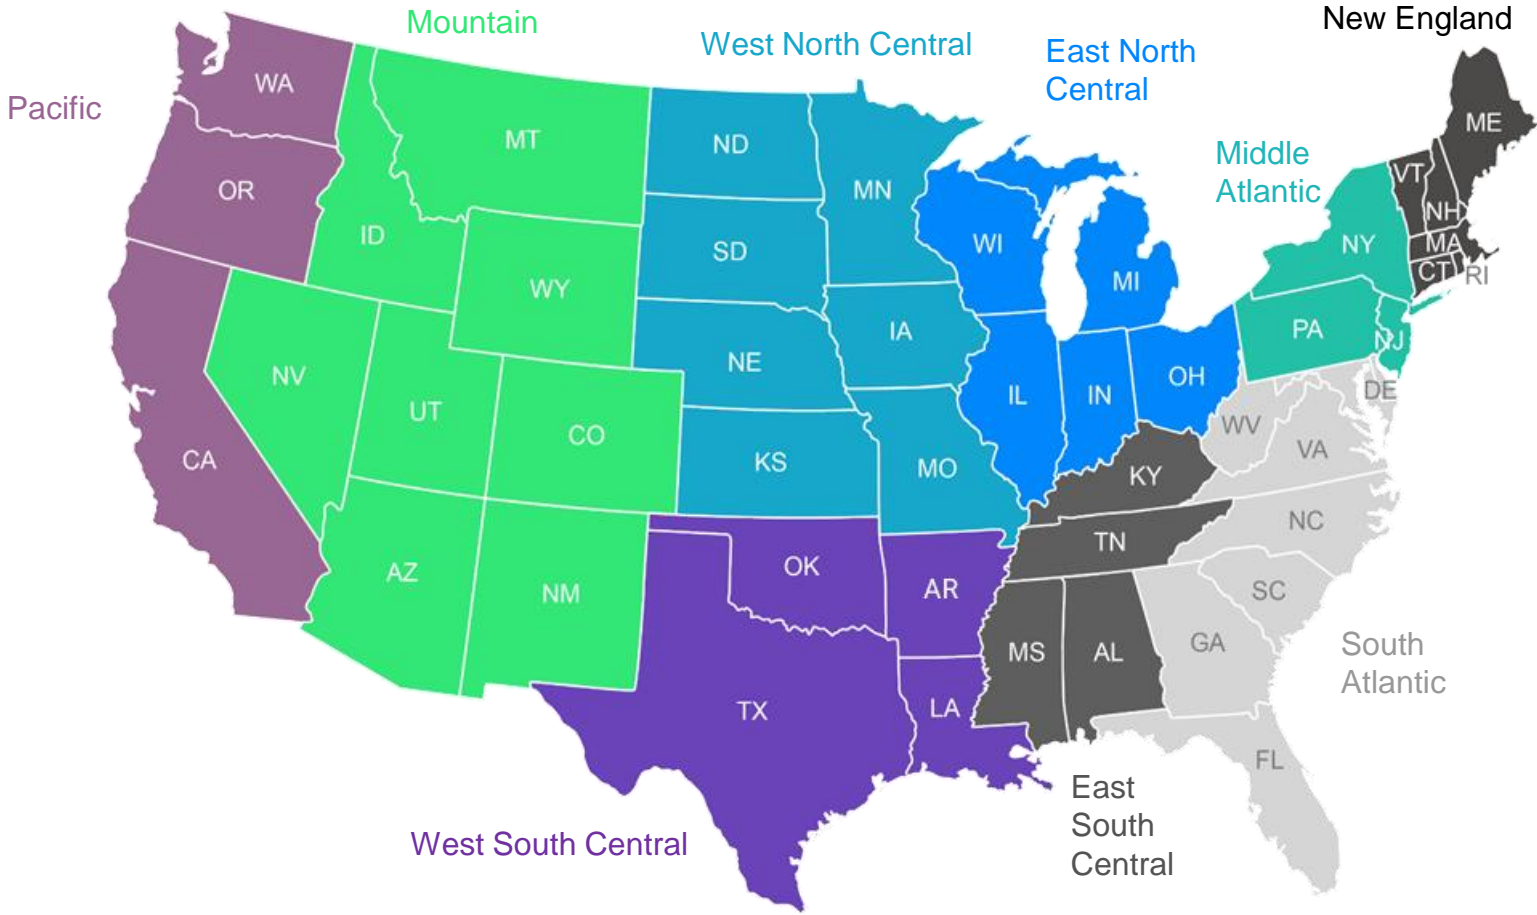 New England
Mountain
West North Central
East North
Central
Pacific
WA
MT
ND
MN
ME
Middle
Atlantic
VT
NH
OR
ID
SD
WI
NY
MA
CT
RI
WY
MI
IA
PA
NJ
NV
UT
NE
CO
IL
IN
OH
DE
CA
KS
MO
KY
WV
VA
AZ
NM
OK
AR
TN
NC
SC
TX
LA
MS
AL
GA
South
Atlantic
FL
West South Central
East
South
Central